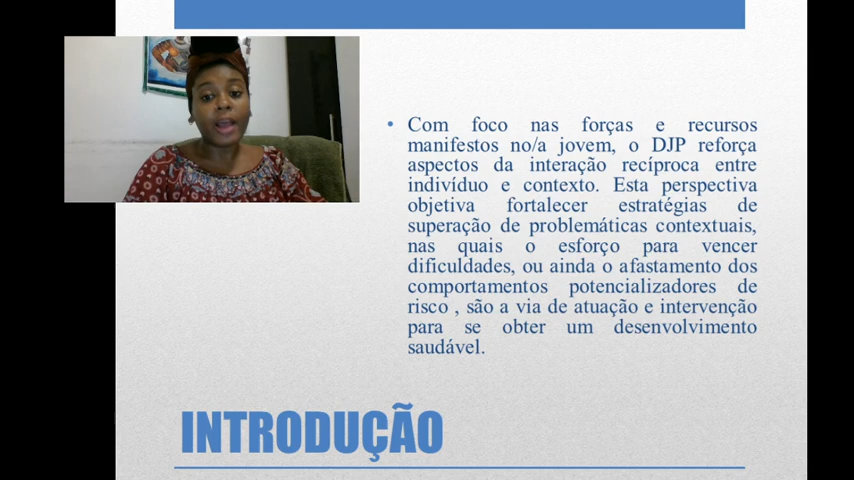 • Com foco nas forças e recursos
manifestos no/a jovem, o DJP reforça
aspectos da interação recíproca entre
indivíduo e contexto. Esta perspectiva
objetiva fortalecer estratégias de
superação de problemáticas contextuais,
nas quais o esforço para vencer
dificuldades, ou ainda o afastamento dos
comportamentos potencializadores de
risco , são a via de atuação e intervenção
para se obter um desenvolvimento
saudável.
INTRODUÇÃO